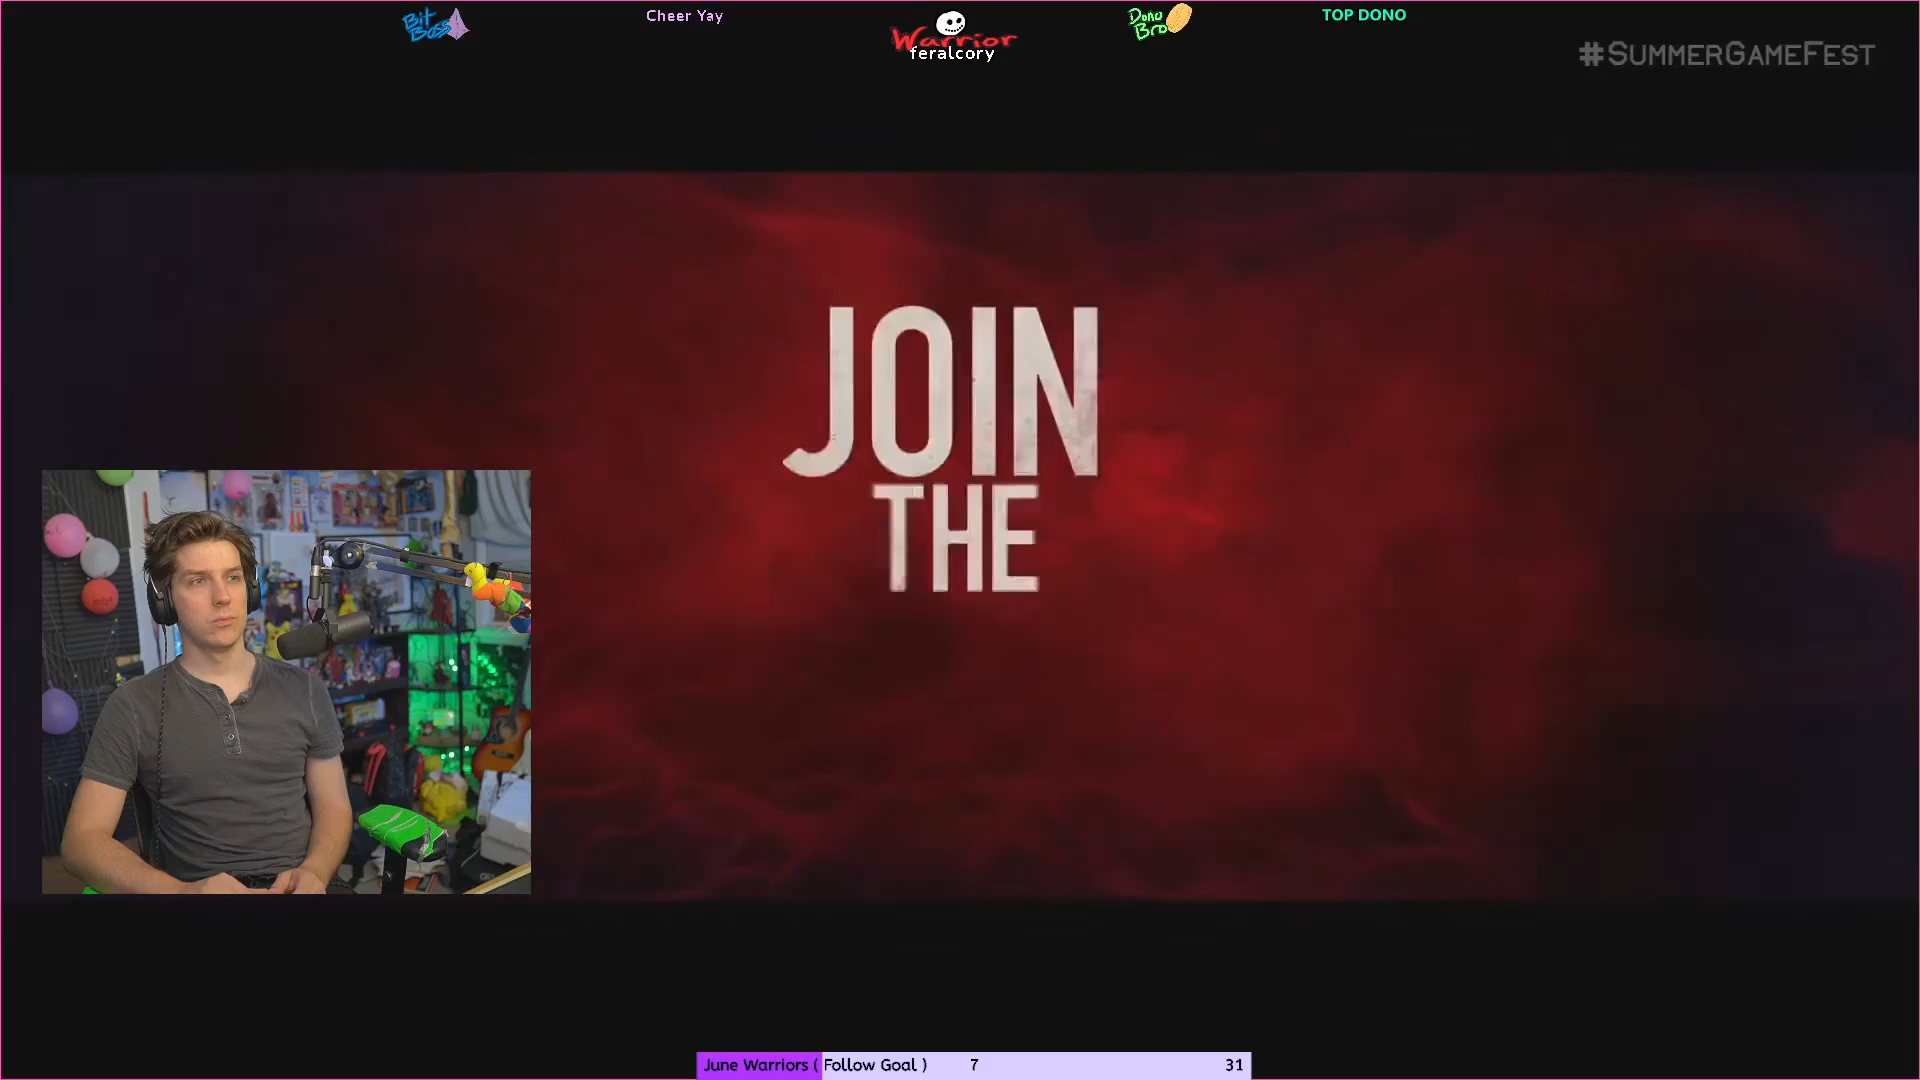 Bit Boss
Cheer Yay
Warrior
feralcory
Dono Bro
TOP DONO
#SUMMERGAMEFEST
JOIN
THE
June Warriors ( Follow Goal ) 7 31